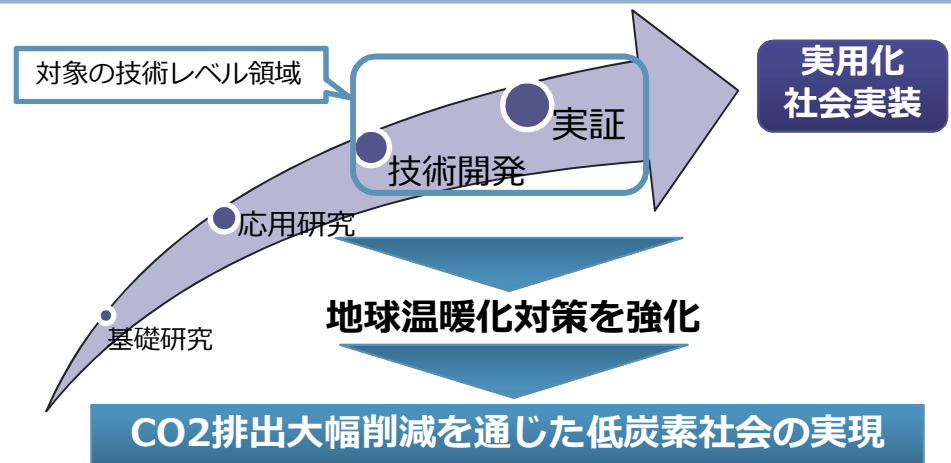 対象の技術レベル領域
実用化
社会実装
実証
技術開発
応用研究
基礎研究
地球温暖化対策を強化
CO2排出大幅削減を通じた低炭素社会の実現